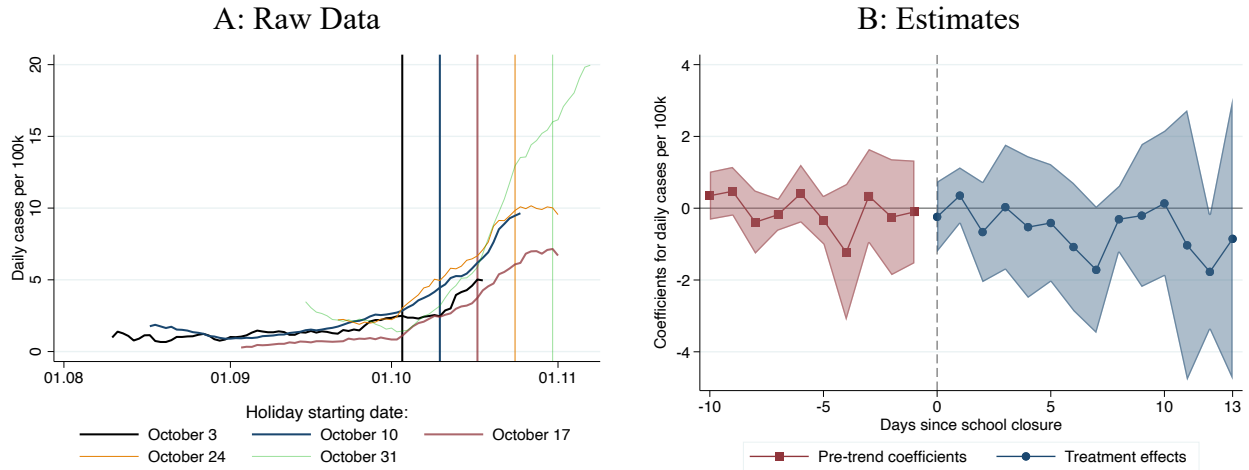 A: Raw Data
Daily cases per 100k
20
15
10
5
0
01.08
01.09
01.10
01.11
Holiday starting date:
October 3
October 10
October 17
October 24
October 31
B: Estimates
Coefficients for daily cases per 100k
4
2
0
-2
-4
-10
-5
0
5
10
13
Days since school closure
Pre-trend coefficients
Treatment effects